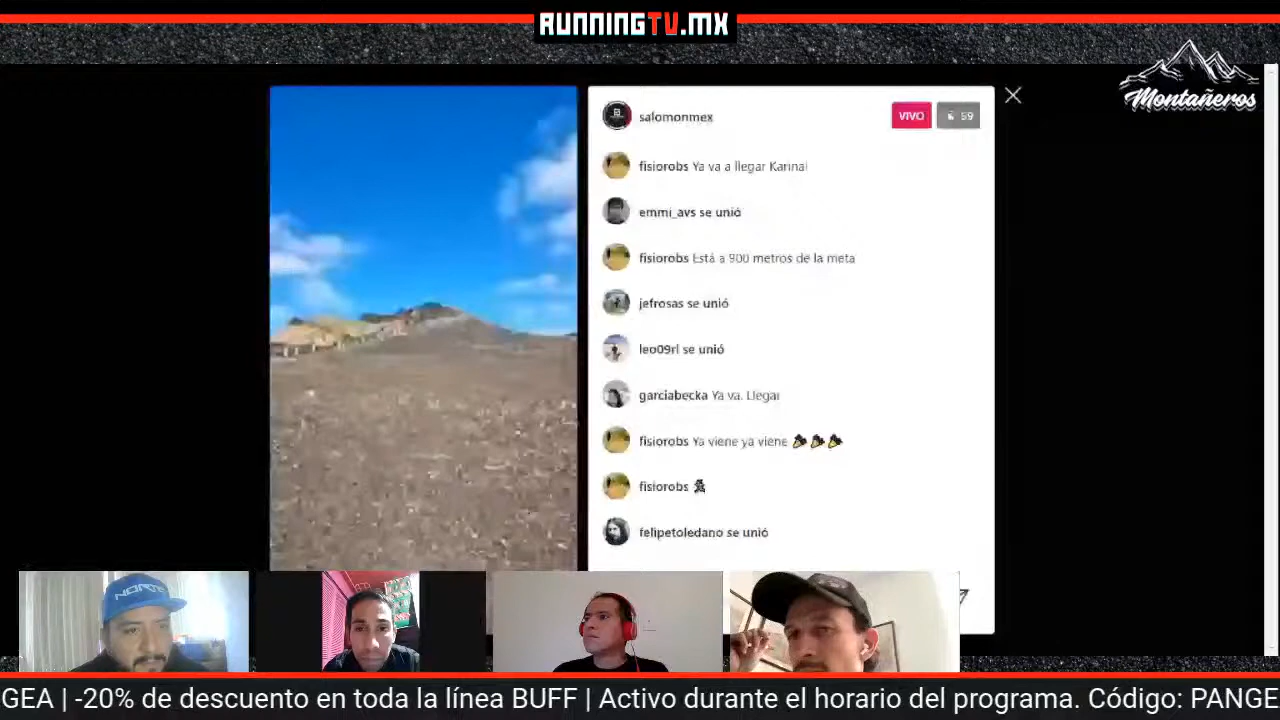 RUNNINGTV.MX
Montañeros
salomonmex
VIVO
59
fisiorobs Ya va a llegar Karina!
emmi_avs se unió
fisiorobs Está a 900 metros de la meta
jefrosas se unió
leo09rl se unió
garciabecka Ya va. Llegar
fisiorobs Ya viene ya viene
fisiorobs
felipetoledano se unió
NORTE
GEA | -20% de descuento en toda la línea BUFF | Activo durante el horario del programa. Código: PANGE